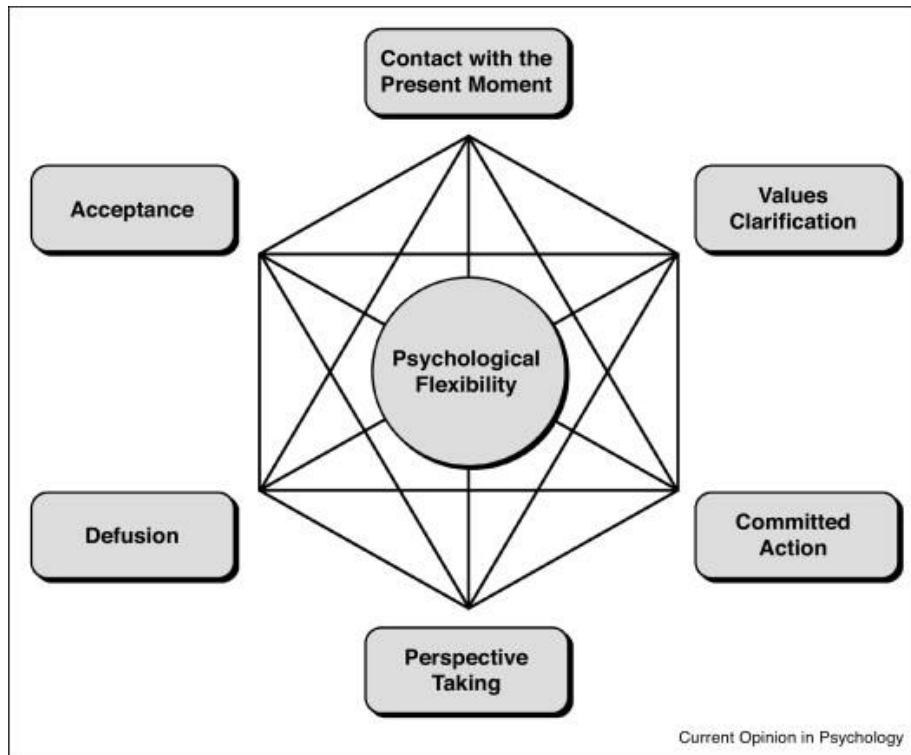 Contact with the
Present Moment
Acceptance
Values
Clarification
Psychological
Flexibility
Defusion
Committed
Action
Perspective
Taking
Current Opinion in Psychology